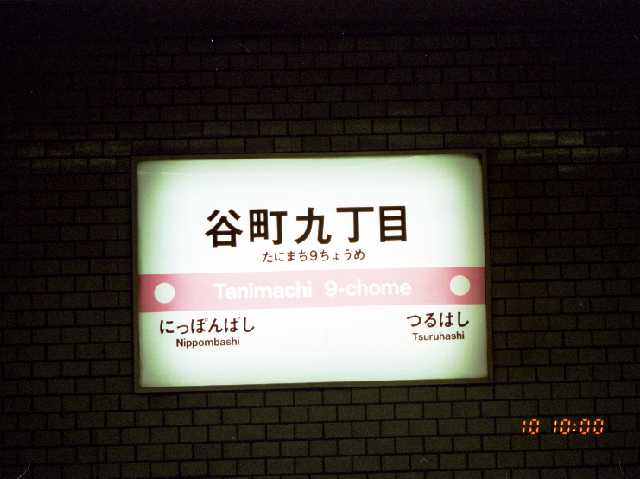 谷町九丁目
たにまち9ちょうめ
Tanimachi 9-chome
にっぽんばし
Nippombashi
つるはし
Tsuruhashi
10 10:00